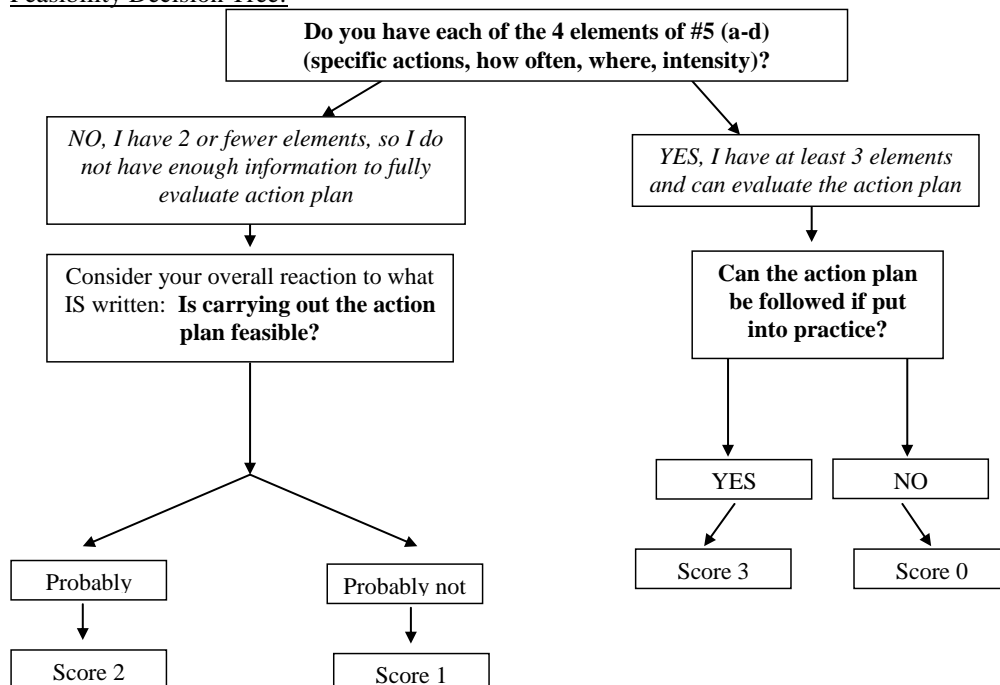 Feasibility Decision Tree:
Do you have each of the 4 elements of #5 (a-d)
(specific actions, how often, where, intensity)?
NO, I have 2 or fewer elements, so I do
not have enough information to fully
evaluate action plan
YES, I have at least 3 elements
and can evaluate the action plan
Consider your overall reaction to what
IS written: Is carrying out the action
plan feasible?
Can the action plan
be followed if put
into practice?
YES
NO
Score 3
Score 0
Probably
Probably not
Score 2
Score 1